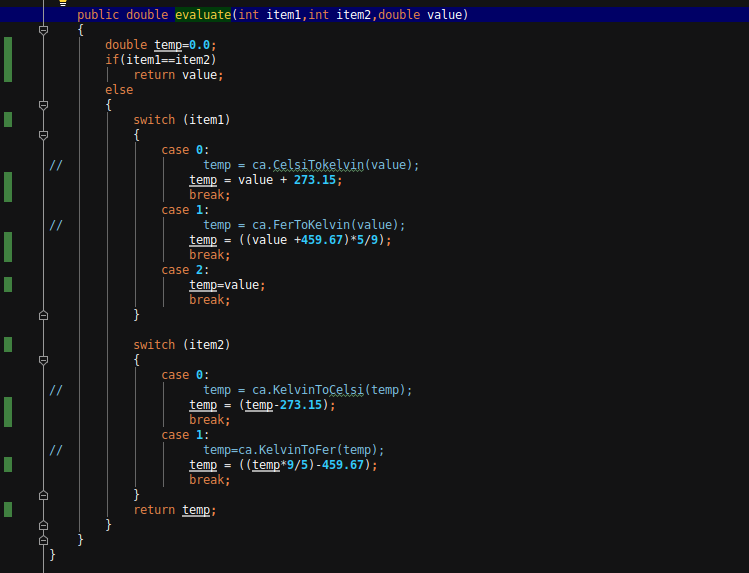 public double evaluate(int item1,int item2,double value)
{
double temp=0.0;
if(item1==item2)
return value;
else
{
switch (item1)
{
case 0:
// temp = ca.CelsiTokelvin(value);
temp = value + 273.15;
break;
case 1:
// temp = ca.FerToKelvin(value);
temp = ((value +459.67)*5/9);
break;
case 2:
temp=value;
break;
}
switch (item2)
{
case 0:
// temp = ca.KelvinToCelsi(temp);
temp = (temp-273.15);
break;
case 1:
// temp=ca.KelvinToFer(temp);
temp = ((temp*9/5)-459.67);
break;
}
return temp;
}
}
}